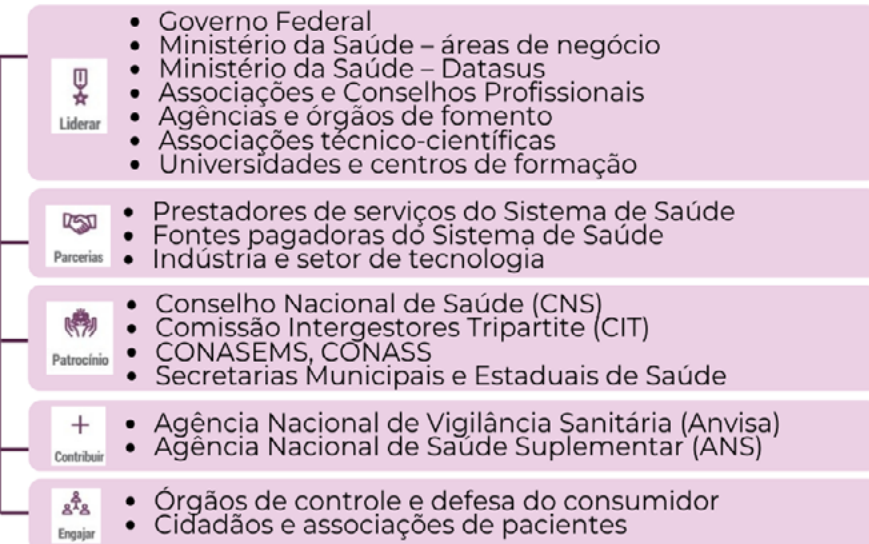 Liderar
• Governo Federal
• Ministério da Saúde – áreas de negócio
• Ministério da Saúde – Datasus
• Associações e Conselhos Profissionais
• Agências e órgãos de fomento
• Associações técnico-científicas
• Universidades e centros de formação
Parcerias
• Prestadores de serviços do Sistema de Saúde
• Fontes pagadoras do Sistema de Saúde
• Indústria e setor de tecnologia
Patrocínio
• Conselho Nacional de Saúde (CNS)
• Comissão Intergestores Tripartite (CIT)
• CONASEMS, CONASS
• Secretarias Municipais e Estaduais de Saúde
Contribuir
• Agência Nacional de Vigilância Sanitária (Anvisa)
• Agência Nacional de Saúde Suplementar (ANS)
Engajar
• Órgãos de controle e defesa do consumidor
• Cidadãos e associações de pacientes